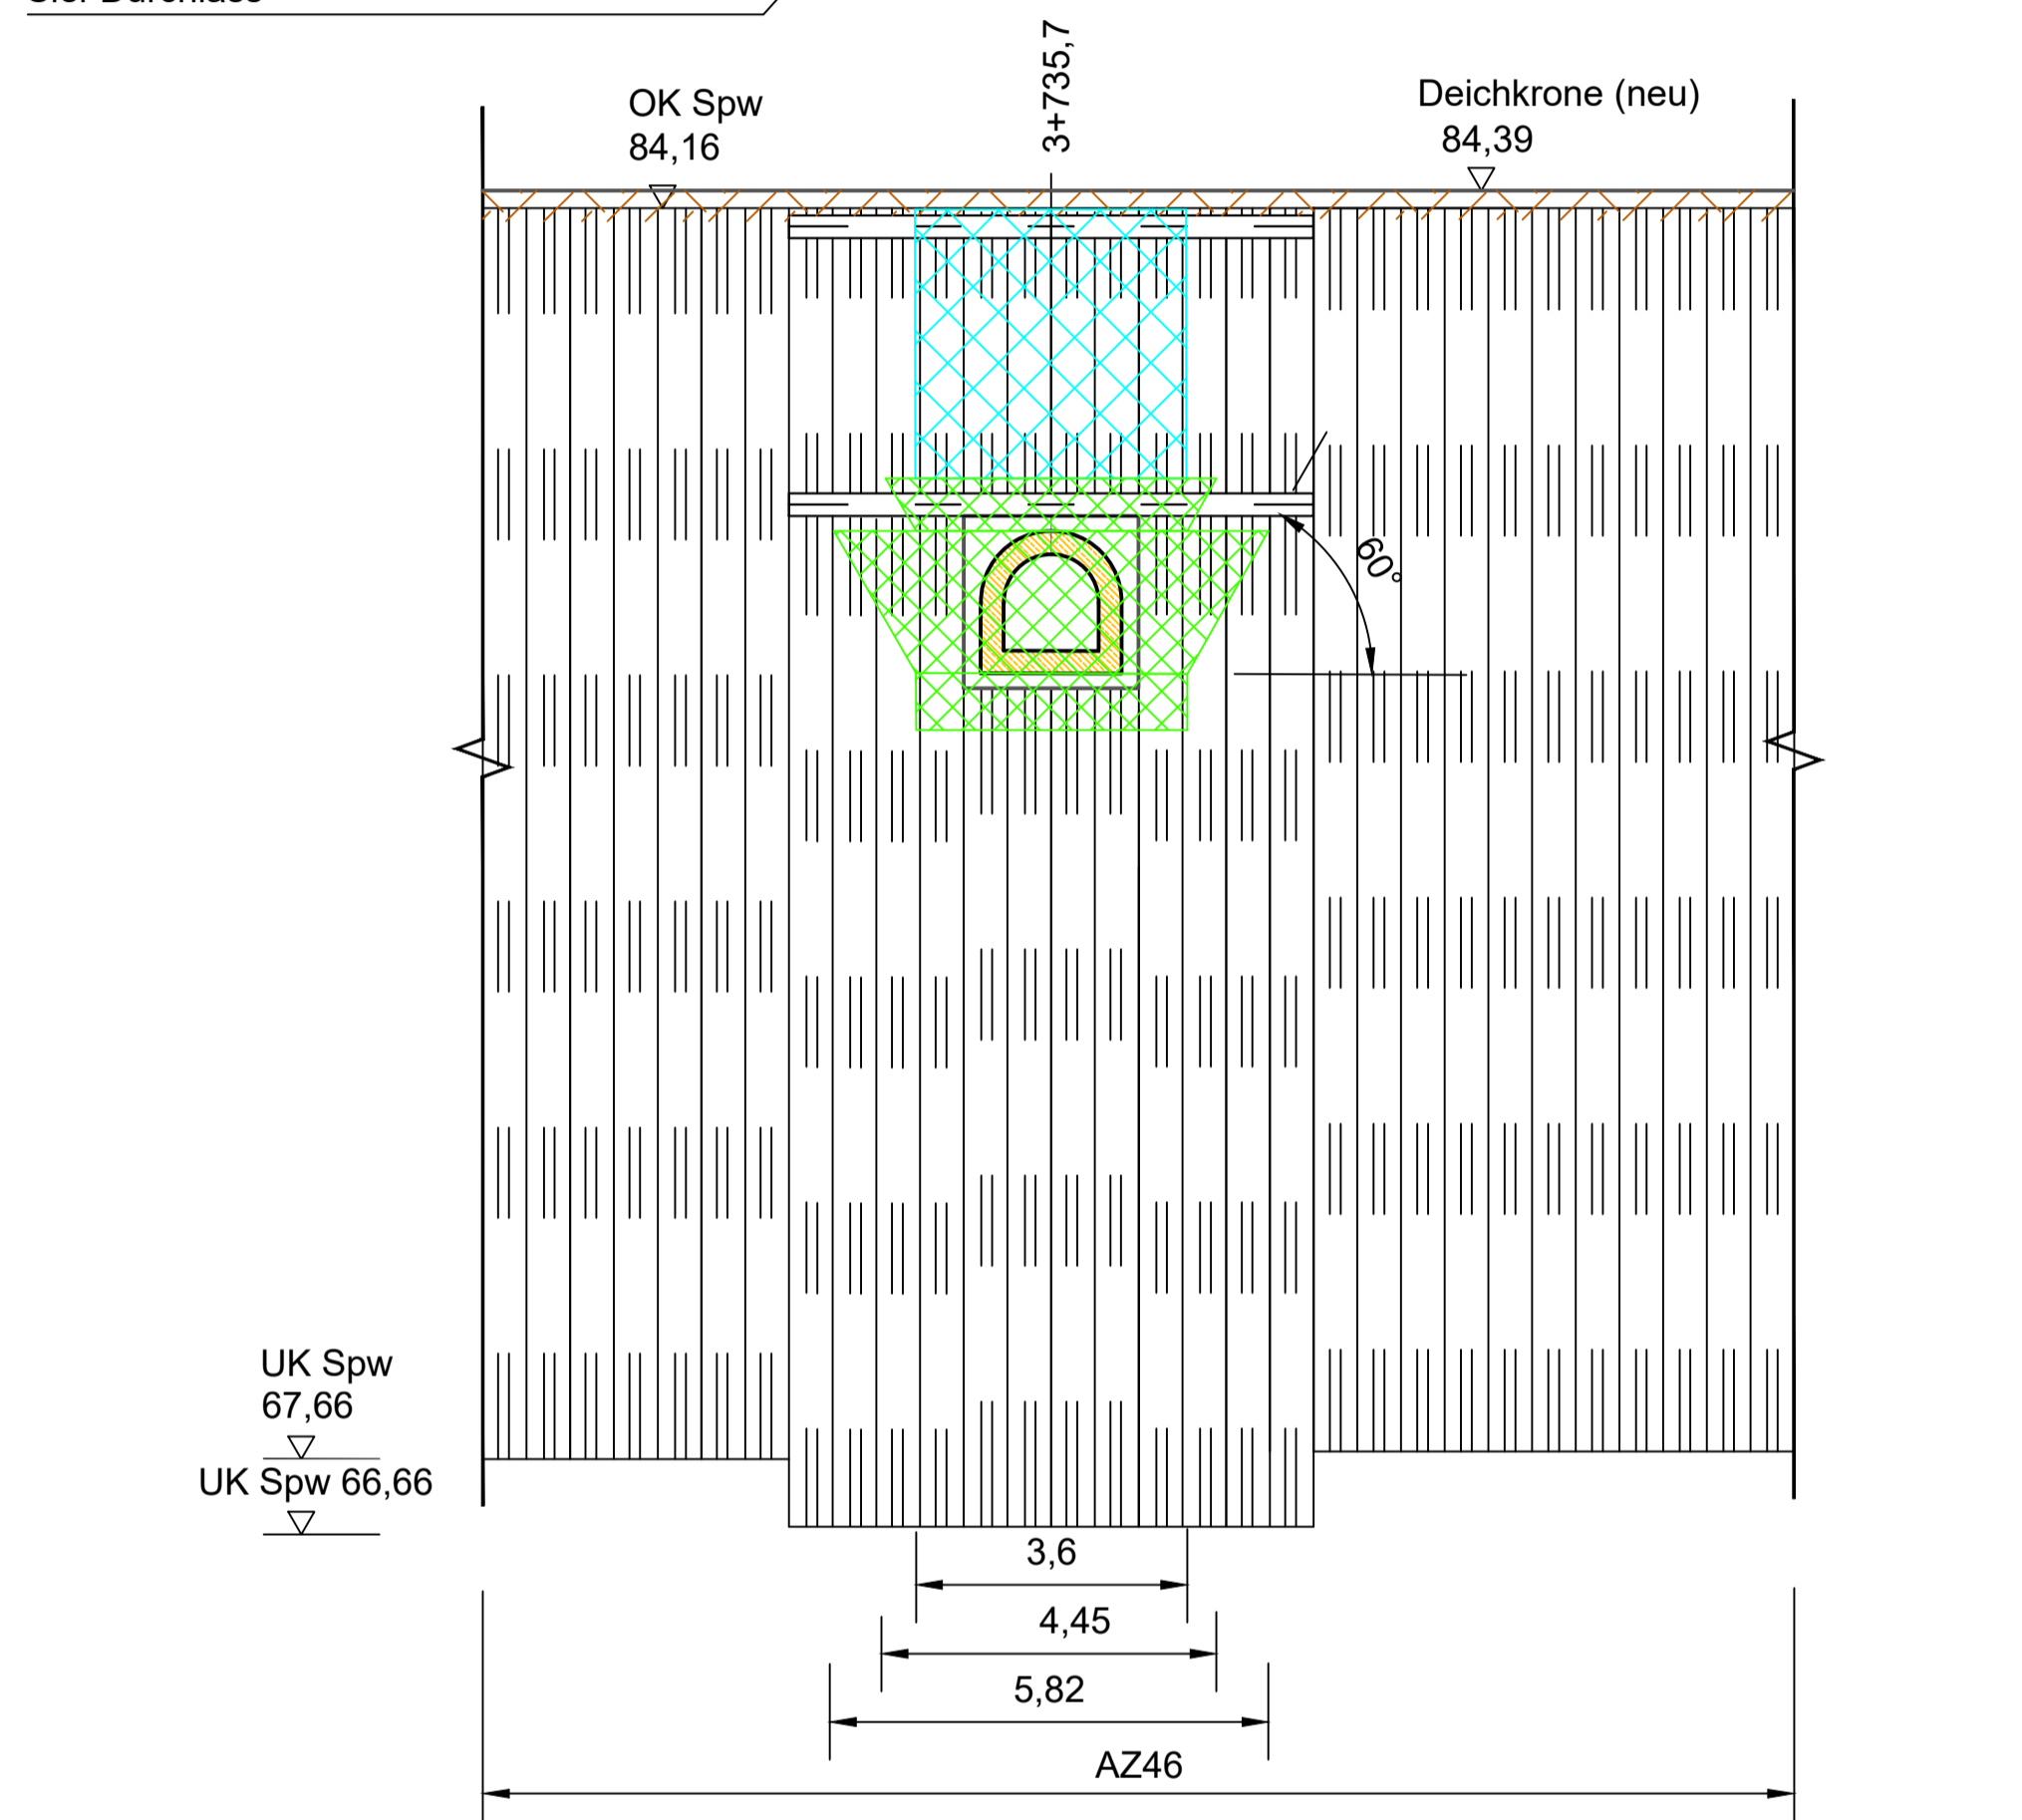 3+735,7
OK Spw
84,16
Deichkrone (neu)
84,39
60°
UK Spw
67,66
UK Spw 66,66
3,6
4,45
5,82
AZ46